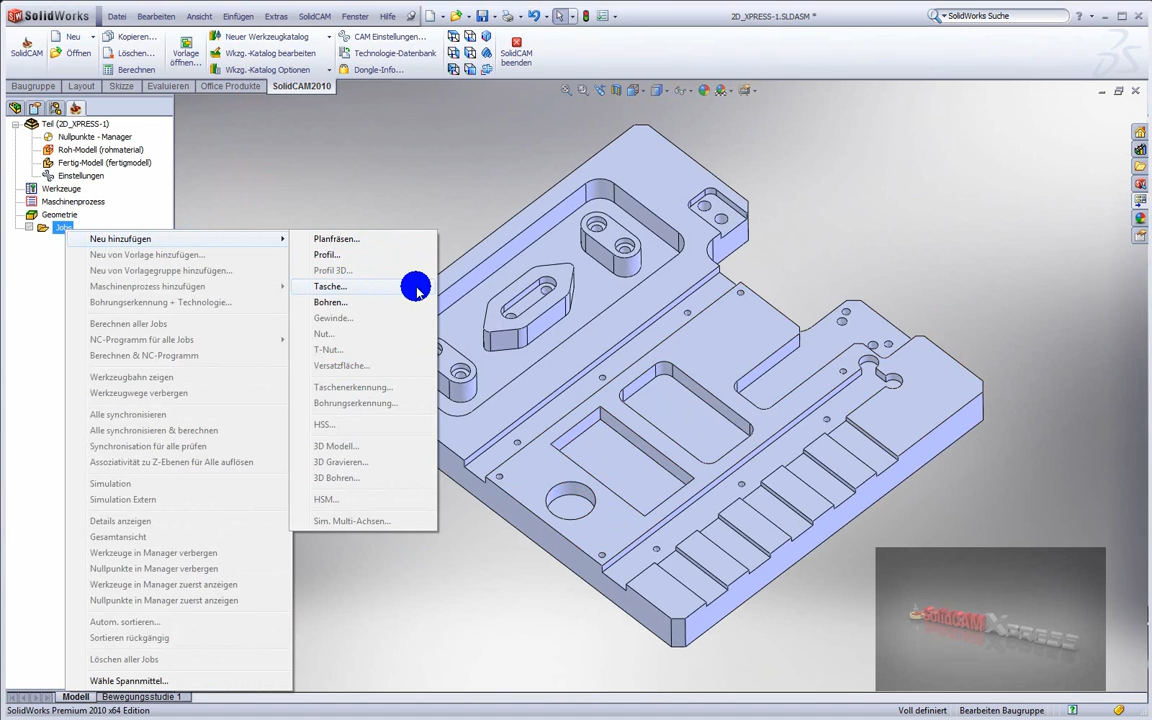 SolidWorks
Datei Bearbeiten Ansicht Einfügen Extras SolidCAM Fenster Hilfe
2D_XPRESS-1.SLDASM *
SolidWorks Suche
SolidCAM
Neu
Öffnen
Kopieren...
Löschen...
Berechnen
Vorlage öffnen...
Neuer Werkzeugkatalog
Wkzg.-Katalog bearbeiten
Wkzg.-Katalog Optionen
CAM Einstellungen...
Technologie-Datenbank
Dongle-Info...
SolidCAM beenden
Baugruppe Layout Skizze Evaluieren Office Produkte SolidCAM2010
Teil (2D_XPRESS-1)
Nullpunkte - Manager
Roh-Modell (rohmaterial)
Fertig-Modell (fertigmodell)
Einstellungen
Werkzeuge
Maschinenprozess
Geometrie
Jobs
Neu hinzufügen
Neu von Vorlage hinzufügen...
Neu von Vorlagegruppe hinzufügen...
Maschinenprozess hinzufügen
Bohrungserkennung + Technologie...
Berechnen aller Jobs
NC-Programm für alle Jobs
Berechnen & NC-Programm
Werkzeugbahn zeigen
Werkzeugwege verbergen
Alle synchronisieren
Alle synchronisieren & berechnen
Synchronisation für alle prüfen
Assoziativität zu Z-Ebenen für Alle auflösen
Simulation
Simulation Extern
Details anzeigen
Gesamtansicht
Werkzeuge in Manager verbergen
Nullpunkte in Manager verbergen
Werkzeuge in Manager zuerst anzeigen
Nullpunkte in Manager zuerst anzeigen
Autom. sortieren...
Sortieren rückgängig
Löschen aller Jobs
Wähle Spannmittel...
Planfräsen...
Profil...
Profil 3D...
Tasche...
Bohren...
Gewinde...
Nut...
T-Nut...
Versatzfläche...
Taschenerkennung...
Bohrungserkennung...
HSS...
3D Modell...
3D Gravieren...
3D Bohren...
HSM...
Sim. Multi-Achsen...
SolidCAM Xpress
Modell Bewegungsstudie 1
SolidWorks Premium 2010 x64 Edition
Voll definiert Bearbeiten Baugruppe